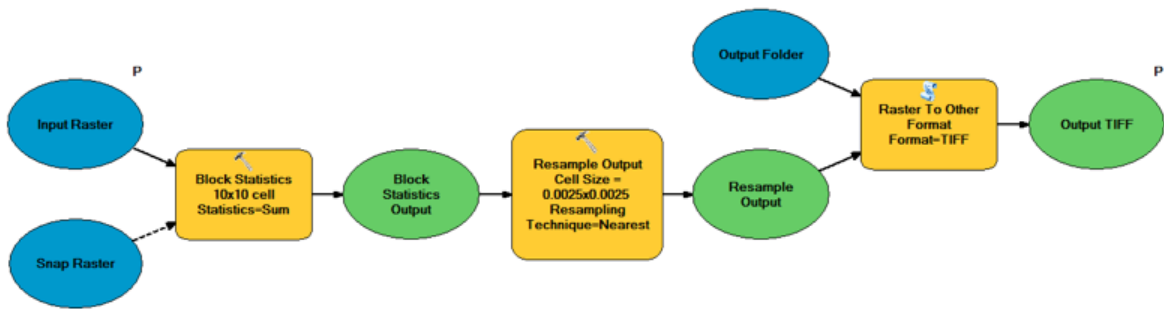 P
Input Raster
Snap Raster
Block Statistics
10x10 cell
Statistics=Sum
Block
Statistics
Output
Resample Output
Cell Size =
0.0025x0.0025
Resampling
Technique=Nearest
Output Folder
Resample
Output
Raster To Other
Format
Format=TIFF
P
Output TIFF